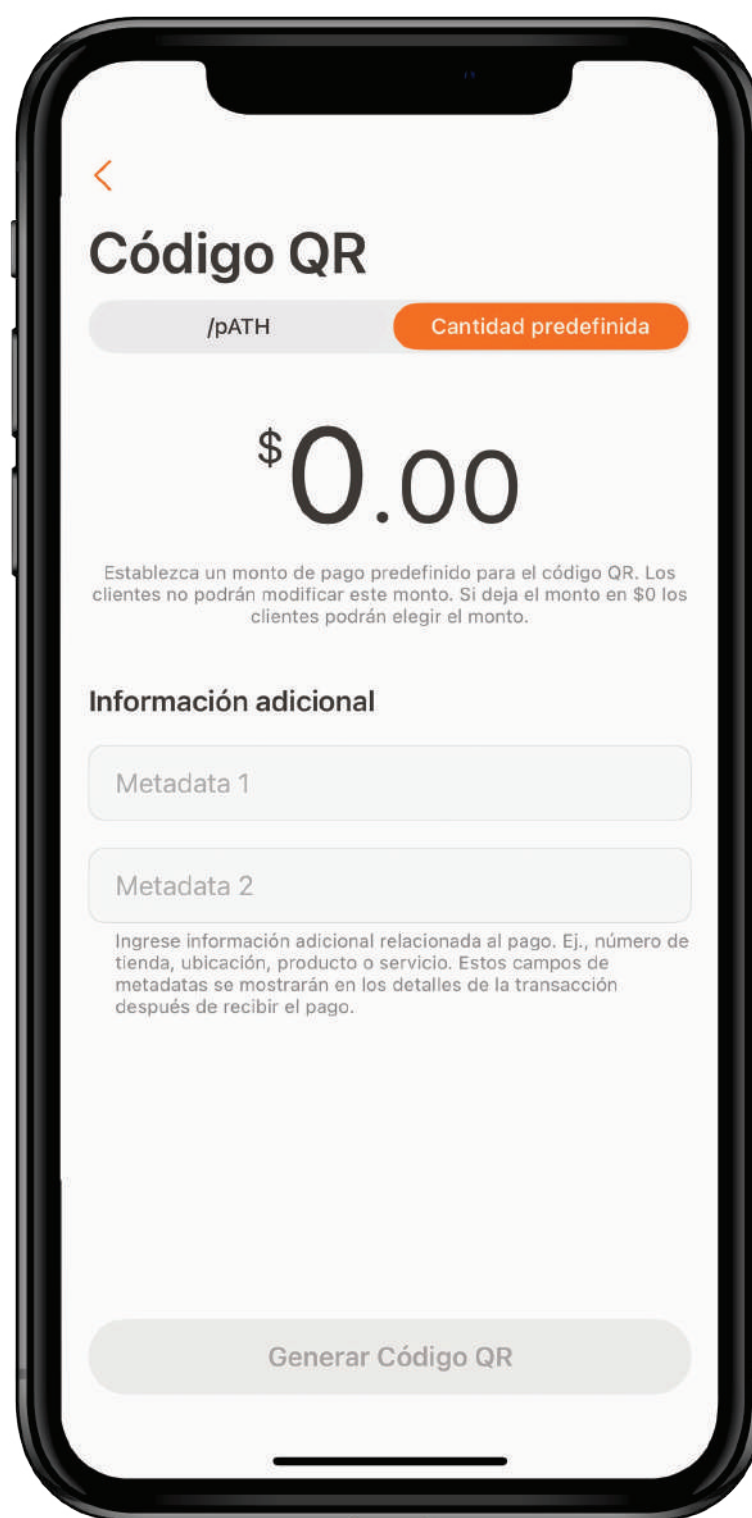 Código QR
/pATH
Cantidad predefinida
$0.00
Establezca un monto de pago predefinido para el código QR. Los
clientes no podrán modificar este monto. Si deja el monto en $0 los
clientes podrán elegir el monto.
Información adicional
Metadata 1
Metadata 2
Ingrese información adicional relacionada al pago. Ej., número de
tienda, ubicación, producto o servicio. Estos campos de
metadatas se mostrarán en los detalles de la transacción
después de recibir el pago.
Generar Código QR